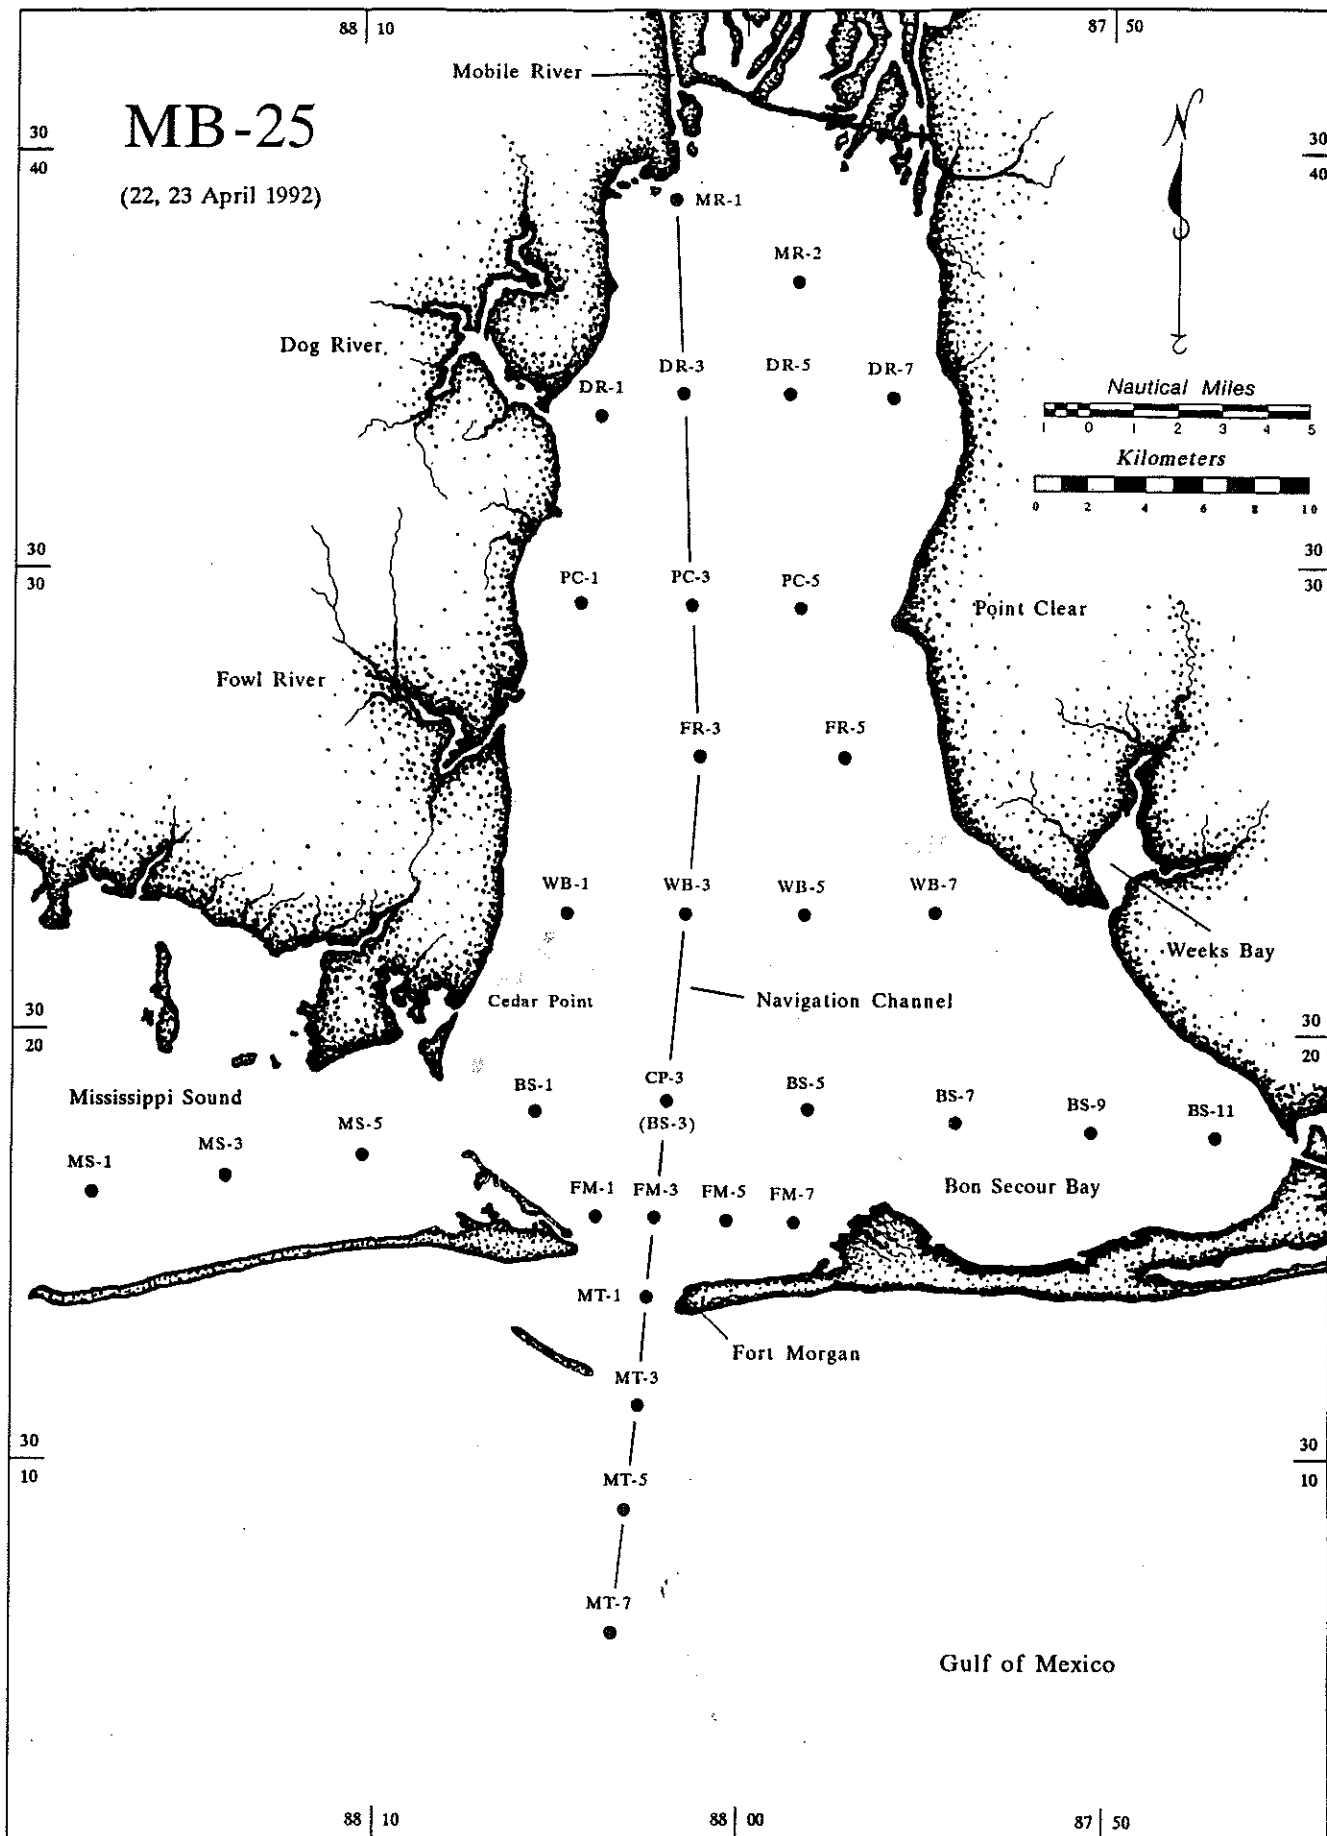 88 10
87 50
Mobile River
MB-25
(22, 23 April 1992)
30
40
30
40
N
MR-1
MR-2
Dog River
DR-1
DR-3
DR-5
DR-7
Nautical Miles
1 0 1 2 3 4 5
Kilometers
0 2 4 6 8 10
30
30
30
30
PC-1
PC-3
PC-5
Point Clear
Fowl River
FR-3
FR-5
WB-1
WB-3
WB-5
WB-7
Weeks Bay
Cedar Point
Navigation Channel
30
20
30
20
Mississippi Sound
BS-1
CP-3
(BS-3)
BS-5
BS-7
BS-9
BS-11
MS-1
MS-3
MS-5
FM-1
FM-3
FM-5
FM-7
Bon Secour Bay
MT-1
Fort Morgan
MT-3
30
10
30
10
MT-5
MT-7
Gulf of Mexico
88 10
88 00
87 50